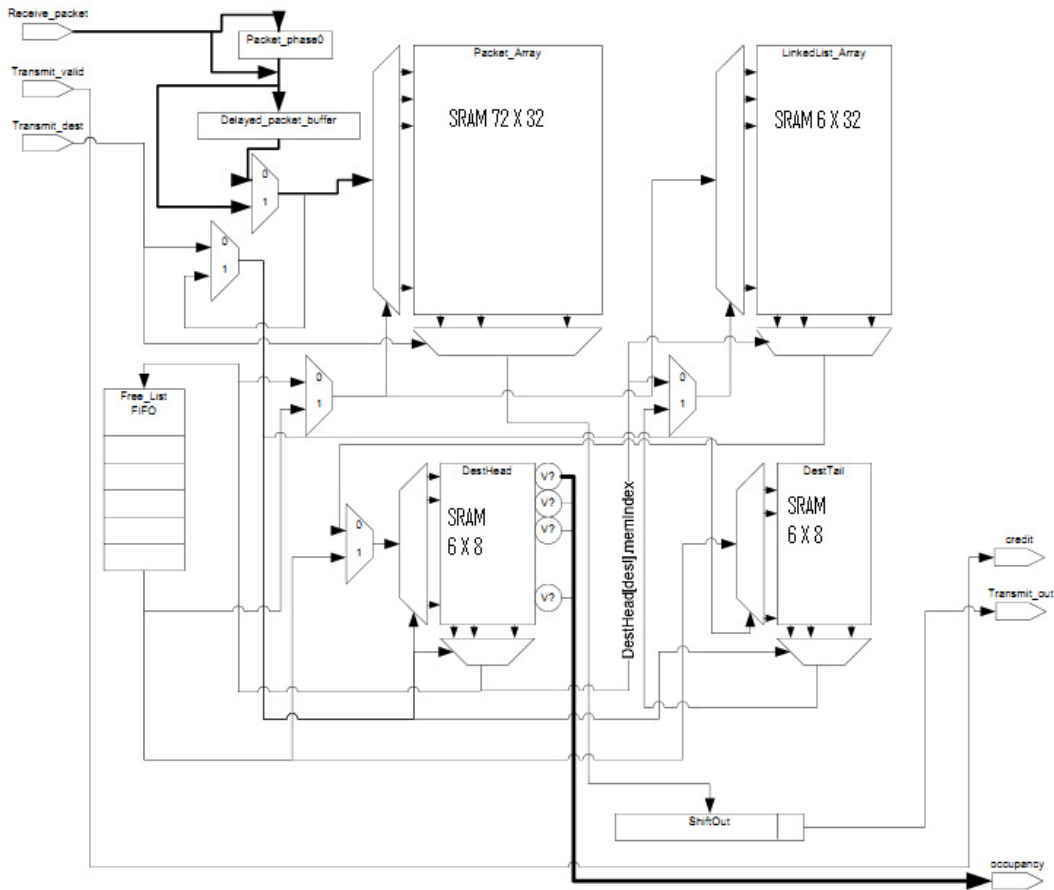 Receive_packet
Packet_phase0
Packet_Array
LinkedList_Array
Transmit_valid
Transmit_dest
Delayed_packet_buffer
SRAM 72 X 32
SRAM 6 X 32
0
1
0
1
0
1
0
1
Free_List
FIFO
DestHead
V?
V?
V?
V?
SRAM
6 X 8
DestHead[dest].memIndex
DestTail
SRAM
6 X 8
0
1
credit
Transmit_out
ShiftOut
occupancy